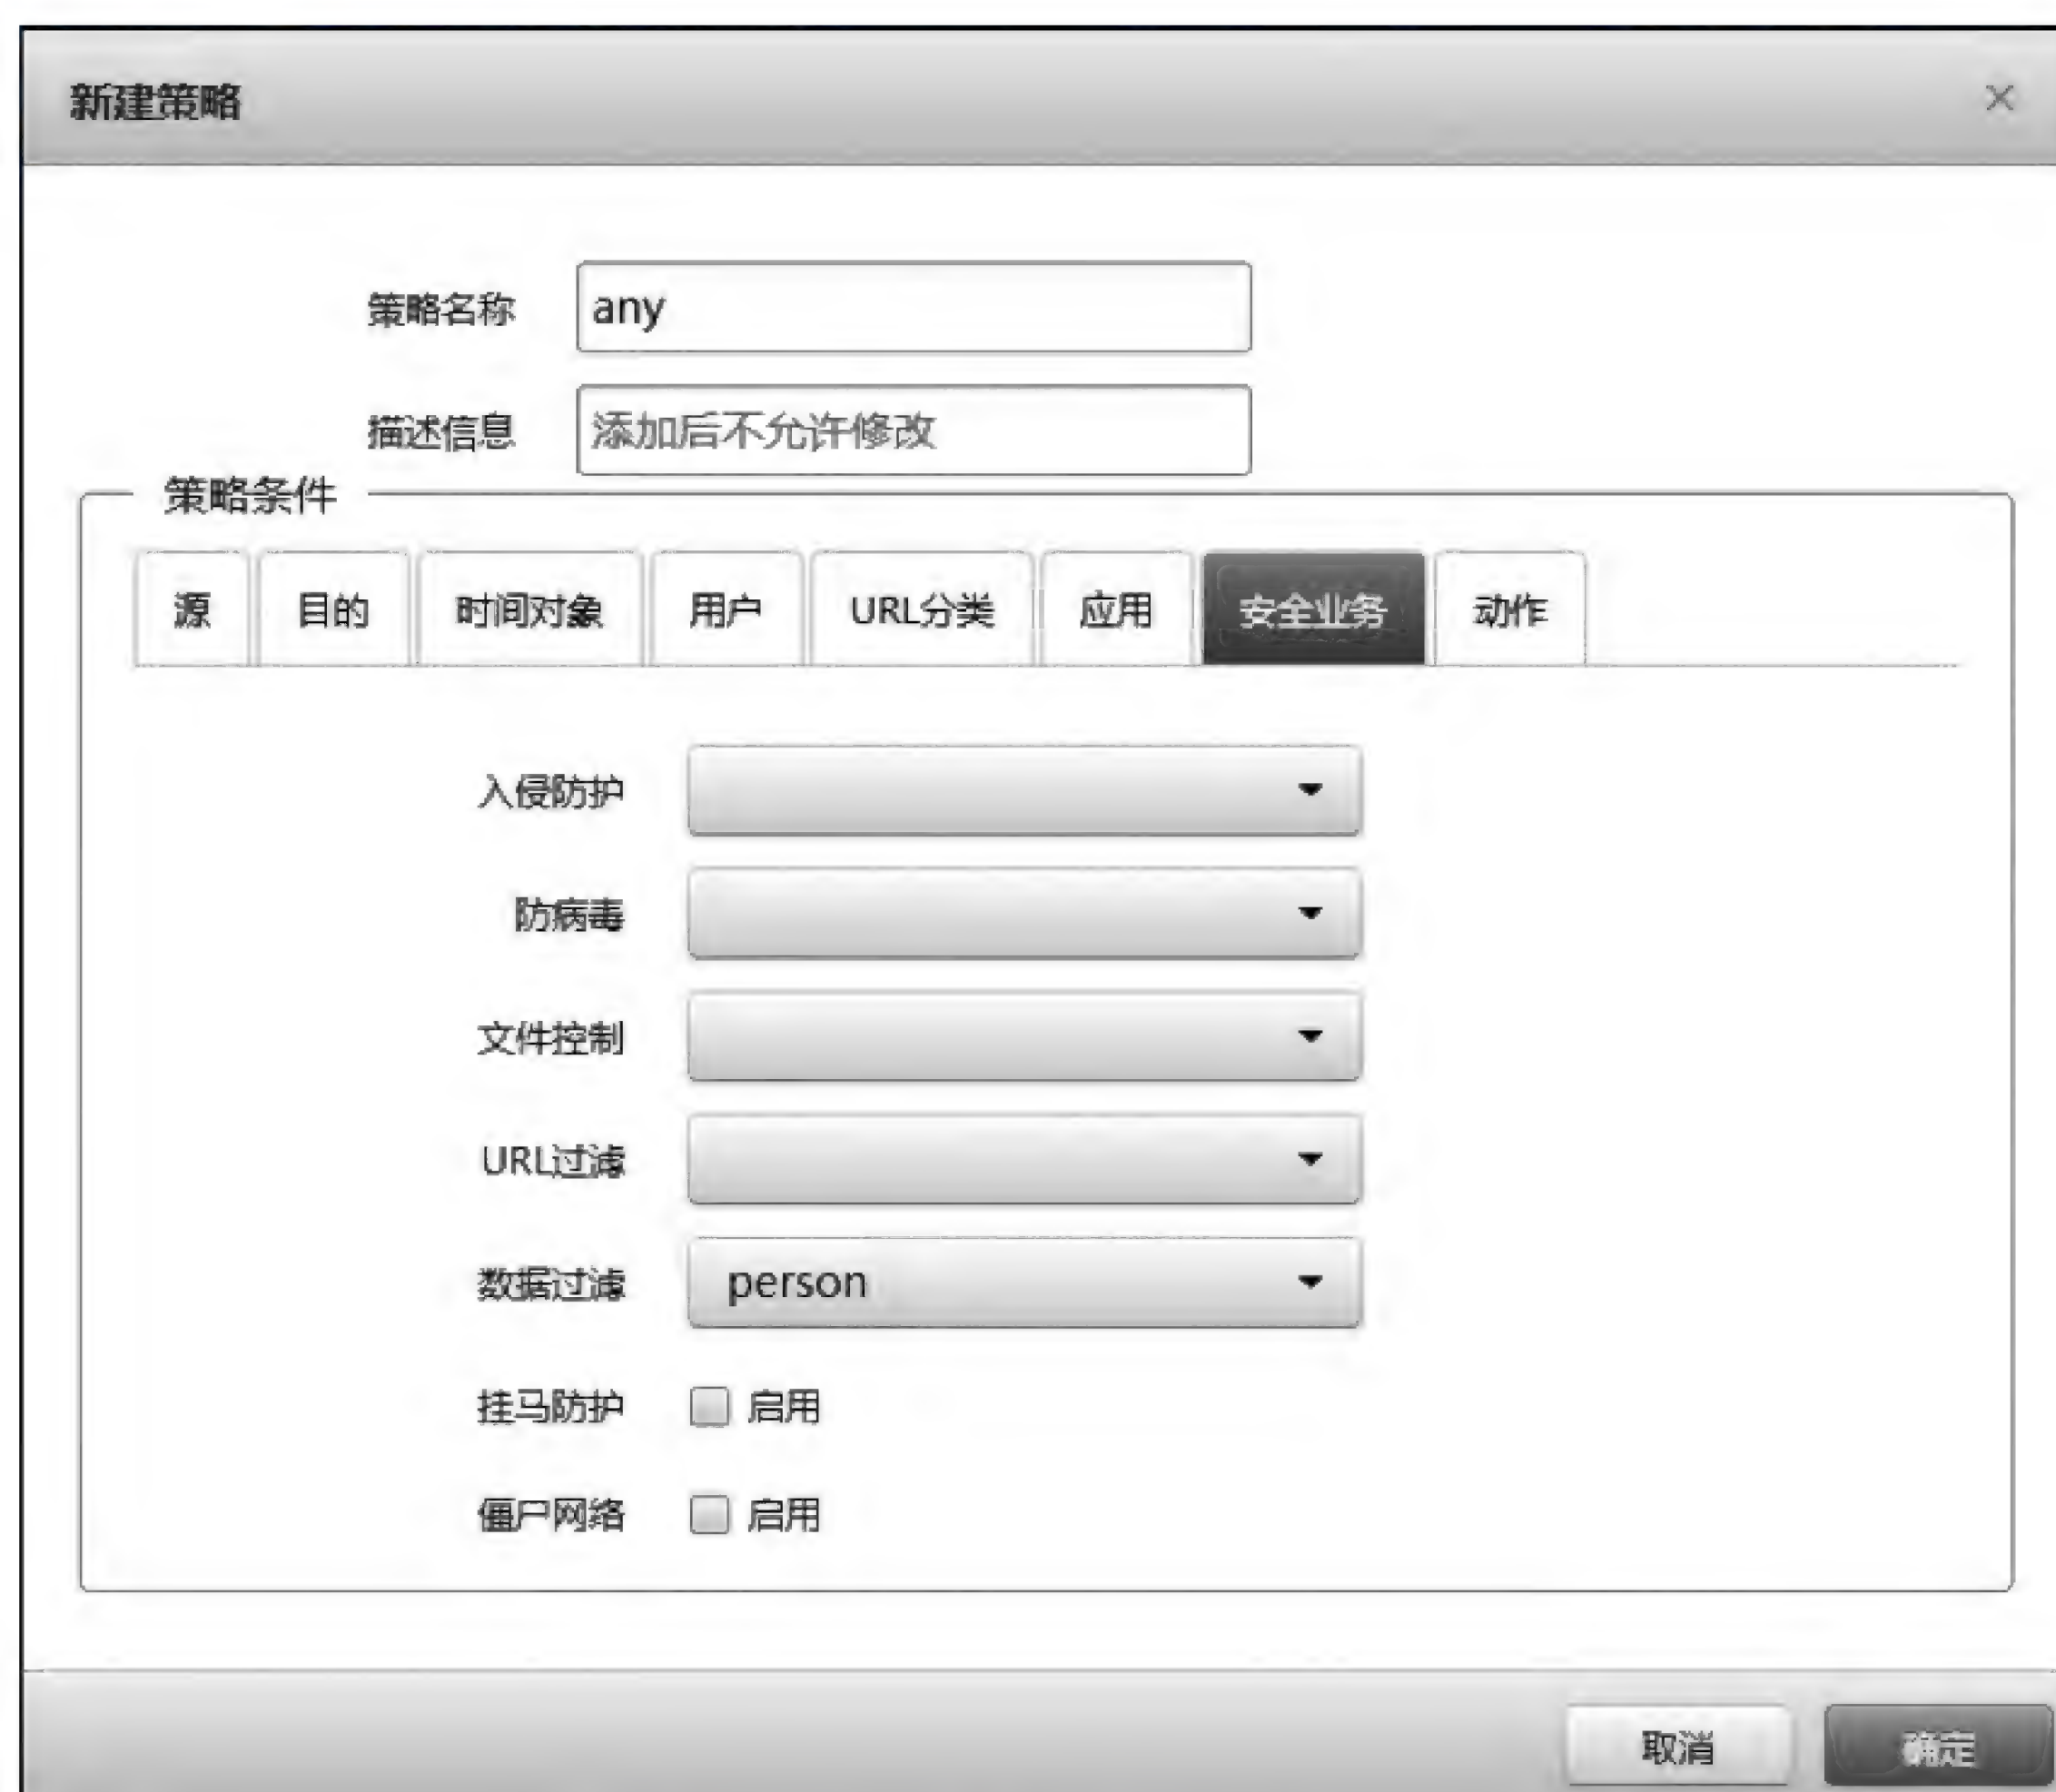 新建策略
策略名称 any
描述信息 添加后不允许修改
策略条件
源 目的 时间对象 用户 URL分类 应用 安全业务 动作
入侵防护
防病毒
文件控制
URL过滤
数据过滤 person
挂马防护 启用
僵尸网络 启用
取消 确定